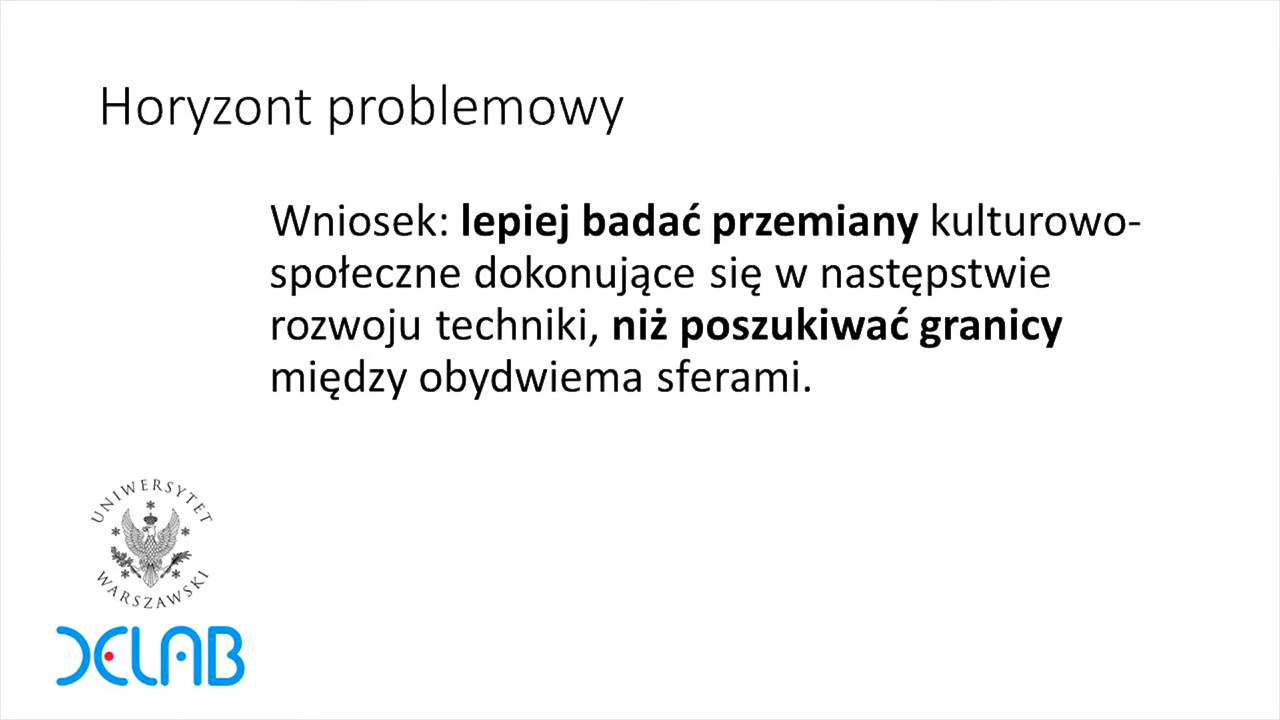 Horyzont problemowy
Wniosek: lepiej badać przemiany kulturowo-
społeczne dokonujące się w następstwie
rozwoju techniki, niż poszukiwać granicy
między obydwiema sferami.
UNIWERSYTET
WARSZAWSKI
DELAB